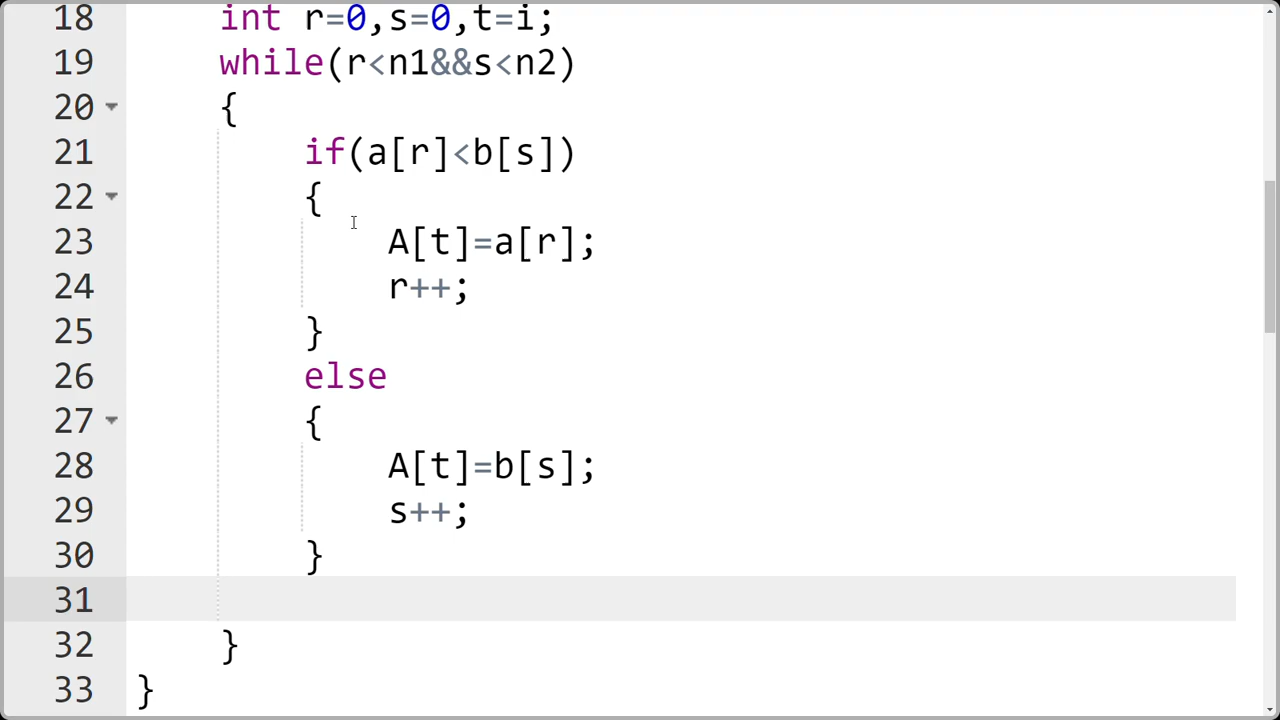 18 int r=0,s=0,t=i;
19 while(r<n1&&s<n2)
20 {
21 if(a[r]<b[s])
22 {
23 A[t]=a[r];
24 r++;
25 }
26 else
27 {
28 A[t]=b[s];
29 s++;
30 }
31
32 }
33 }